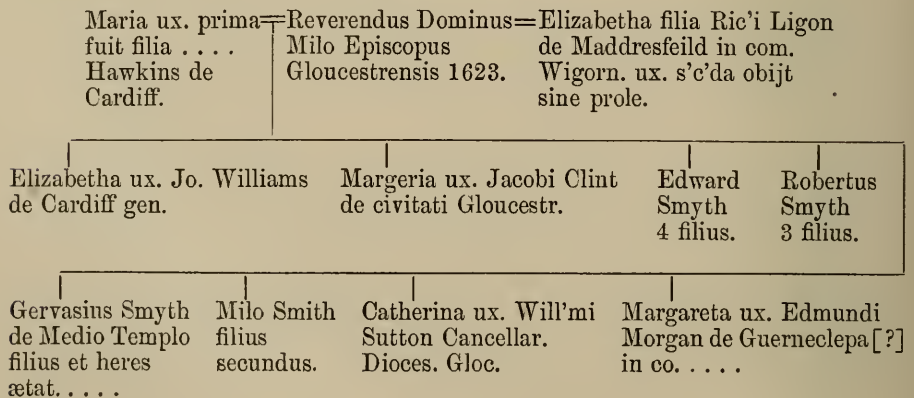 Maria ux. prima
fuit filia . . . .
Hawkins de
Cardiff.
Reverendus Dominus
Milo Episcopus
Gloucestrensis 1623.
Elizabetha filia Ric'i Ligon
de Maddresfeild in com.
Wigorn. ux. s'c'da obijt
sine prole.
Elizabetha ux. Jo. Williams
de Cardiff gen.
Margeria ux. Jacobi Clint
de civitati Gloucestr.
Edward
Smyth
4 filius.
Robertus
Smyth
3 filius.
Gervasius Smyth
de Medio Templo
filius et heres
ætat. . . . .
Milo Smith
filius
secundus.
Catherina ux. Will'mi
Sutton Cancellar.
Dioces. Gloc.
Margareta ux. Edmundi
Morgan de Guerneclepa [?]
in co. . . . .